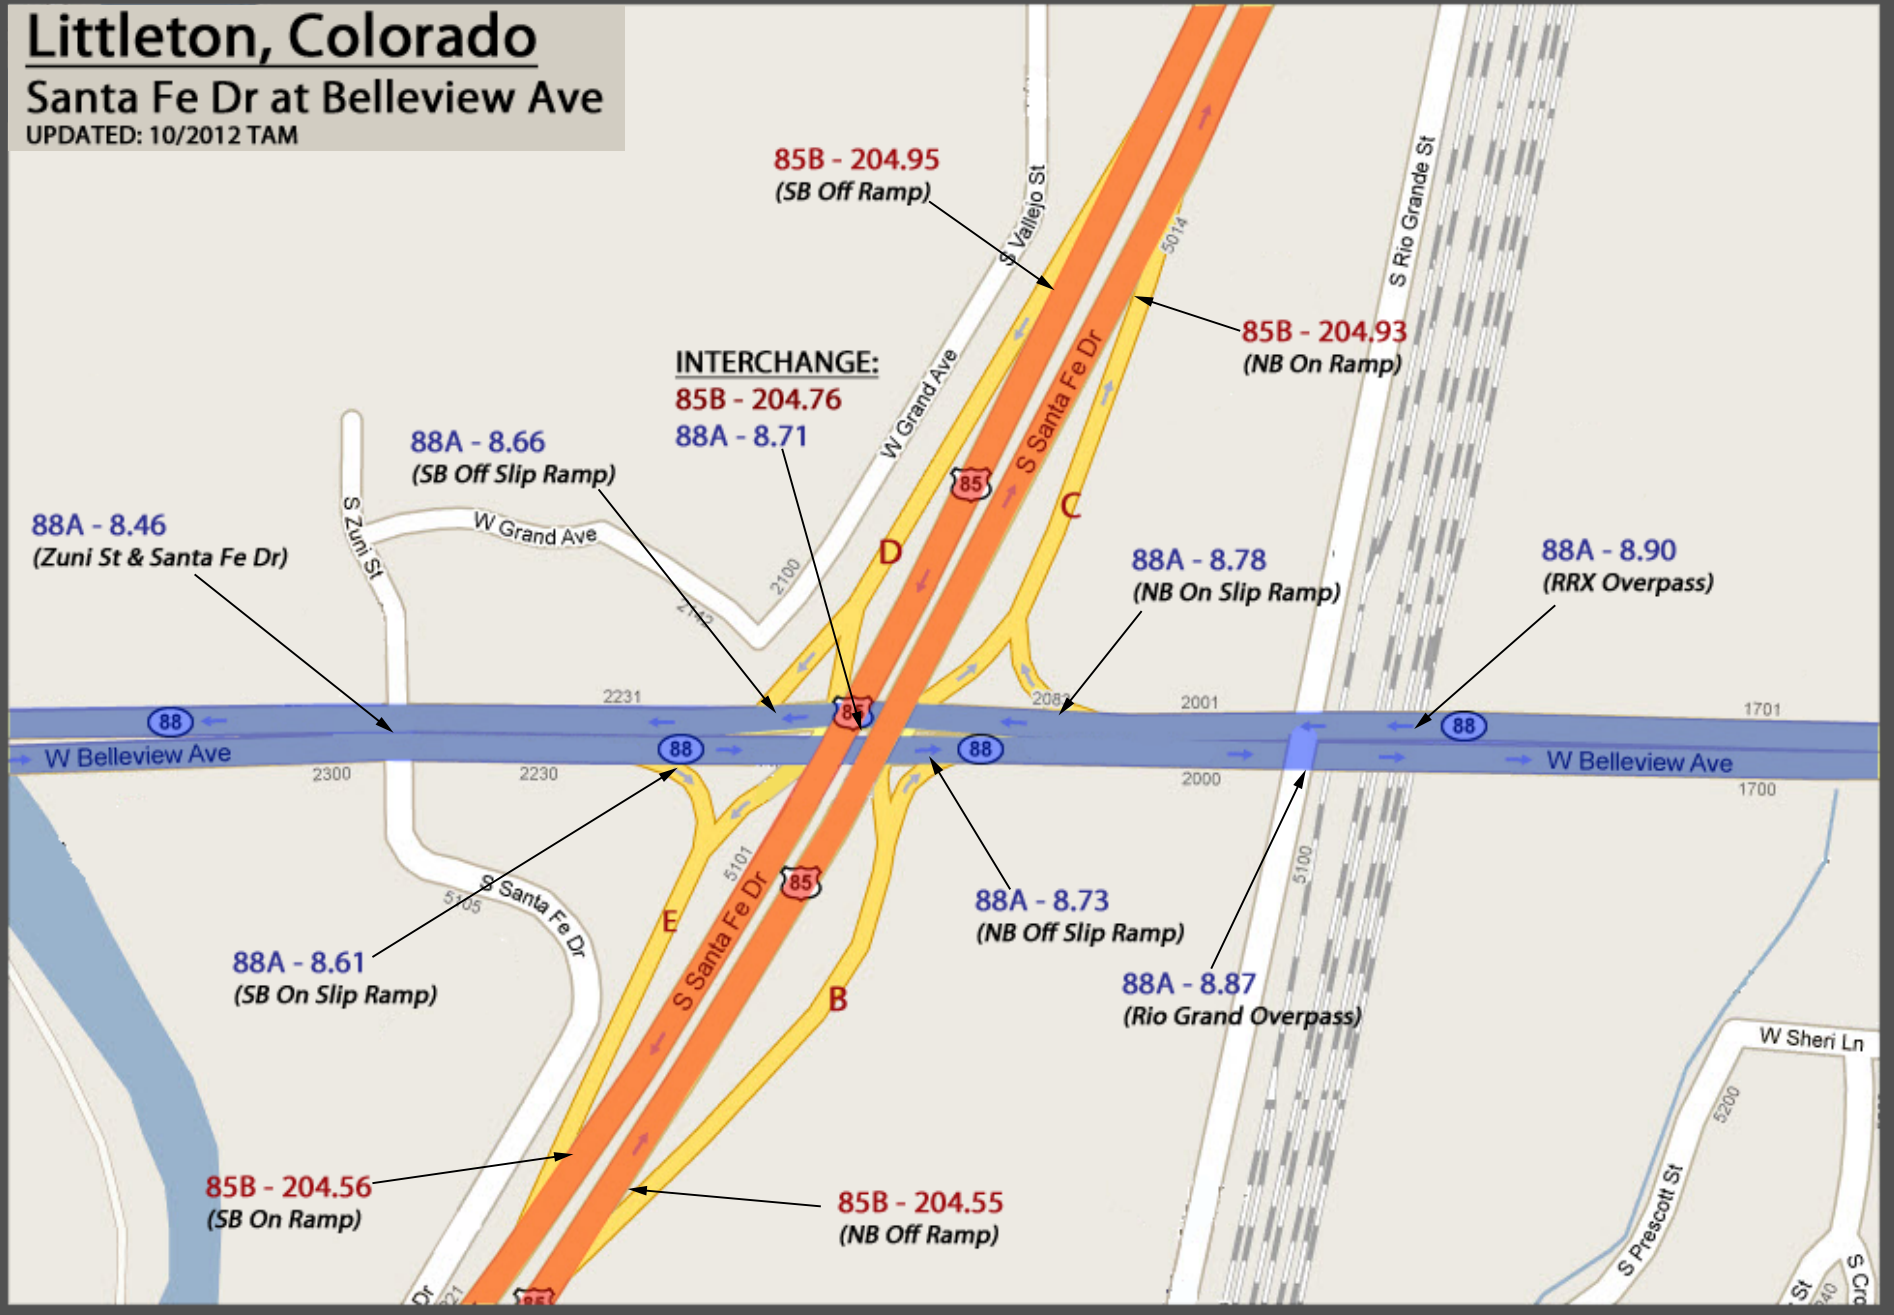 Littleton, Colorado
Santa Fe Dr at Belleview Ave
UPDATED: 10/2012 TAM
85B - 204.95
(SB Off Ramp)
S Vallejo St
5014
S Rio Grande St
85B - 204.93
(NB On Ramp)
INTERCHANGE:
85B - 204.76
88A - 8.71
W Grand Ave
S Santa Fe Dr
88A - 8.66
(SB Off Slip Ramp)
85
C
88A - 8.46
(Zuni St & Santa Fe Dr)
S Zuni St
W Grand Ave
D
2100
2142
88A - 8.78
(NB On Slip Ramp)
88A - 8.90
(RRX Overpass)
2231
2001
1701
88
85
88
W Belleview Ave
88
88
W Belleview Ave
2300
2230
2000
1700
5101
85
5100
S Santa Fe Dr
5105
S Santa Fe Dr
E
88A - 8.73
(NB Off Slip Ramp)
88A - 8.61
(SB On Slip Ramp)
B
88A - 8.87
(Rio Grand Overpass)
W Sheri Ln
5200
85B - 204.56
(SB On Ramp)
85B - 204.55
(NB Off Ramp)
S Prescott St
Dr
85
St
S Cro